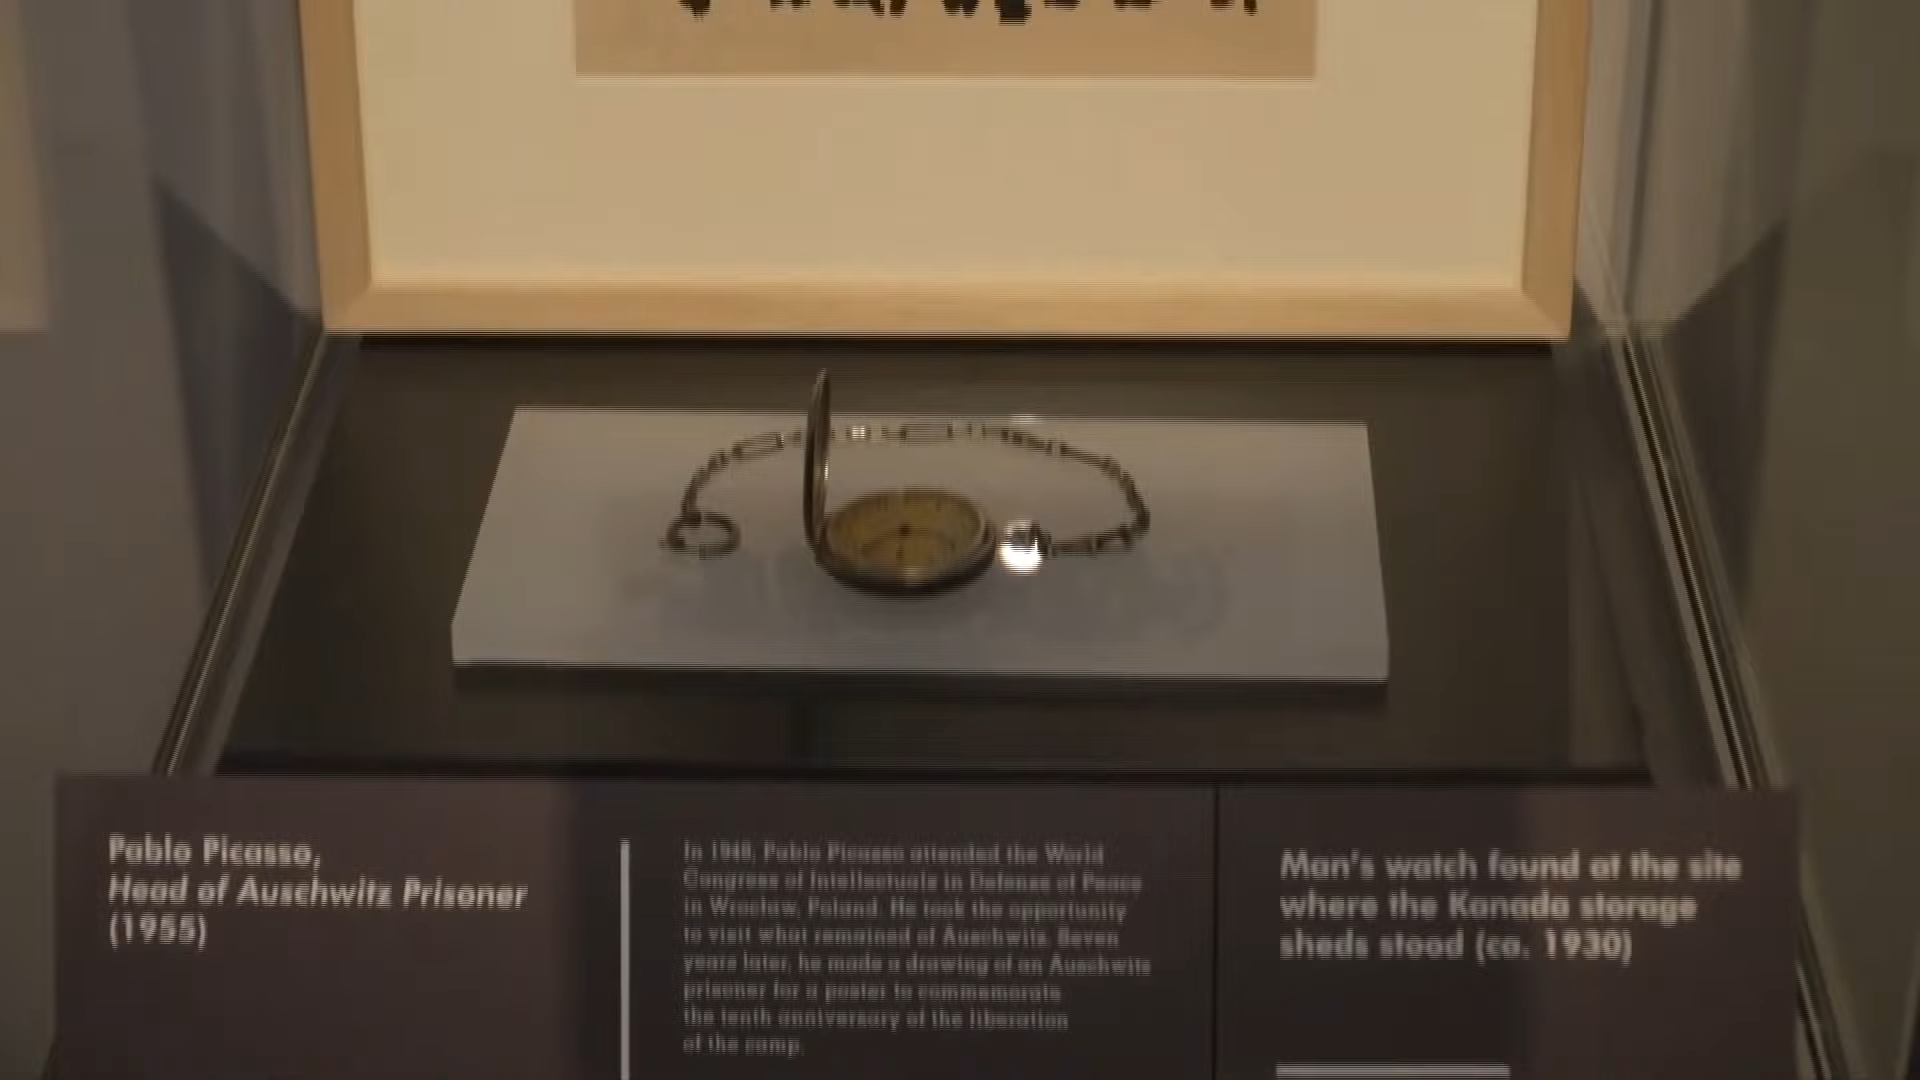 Pablo Picasso,
Head of Auschwitz Prisoner
(1955)
In 1948, Pablo Picasso attended the World
Congress of Intellectuals in Defense of Peace
in Wrocław, Poland. He took the opportunity
to visit what remained of Auschwitz. Seven
years later, he made a drawing of an Auschwitz
prisoner for a poster to commemorate
the tenth anniversary of the liberation
of the camp.
Man's watch found at the site
where the Kanada storage
sheds stood (ca. 1930)